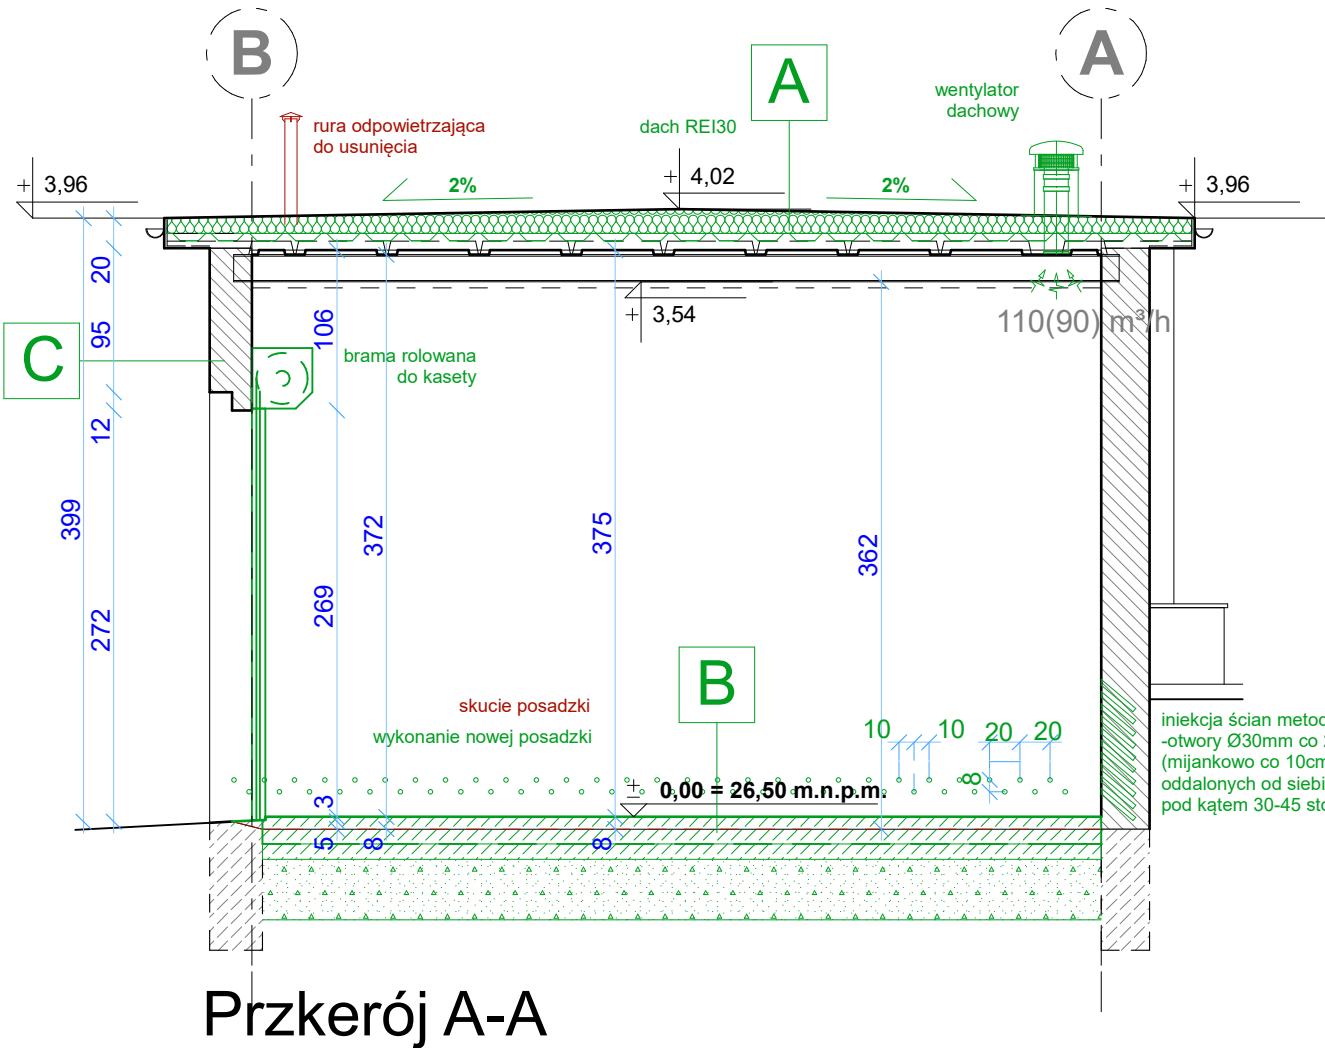 B
A
A
wentylator
dachowy
rura odpowietrzająca
do usunięcia
dach REI30
+ 3,96
2%
+ 4,02
2%
+ 3,96
20
95
106
+ 3,54
110(90) m³/h
C
brama rolowana
do kasety
12
399
372
375
362
269
272
B
skucie posadzki
wykonanie nowej posadzki
10
10
20
20
8
iniekcja ścian metod
-otwory Ø30mm co
(mijankowo co 10cm
oddalonych od siebi
pod kątem 30-45 sto
3
± 0,00 = 26,50 m.n.p.m.
5
8
8
Przkerój A-A